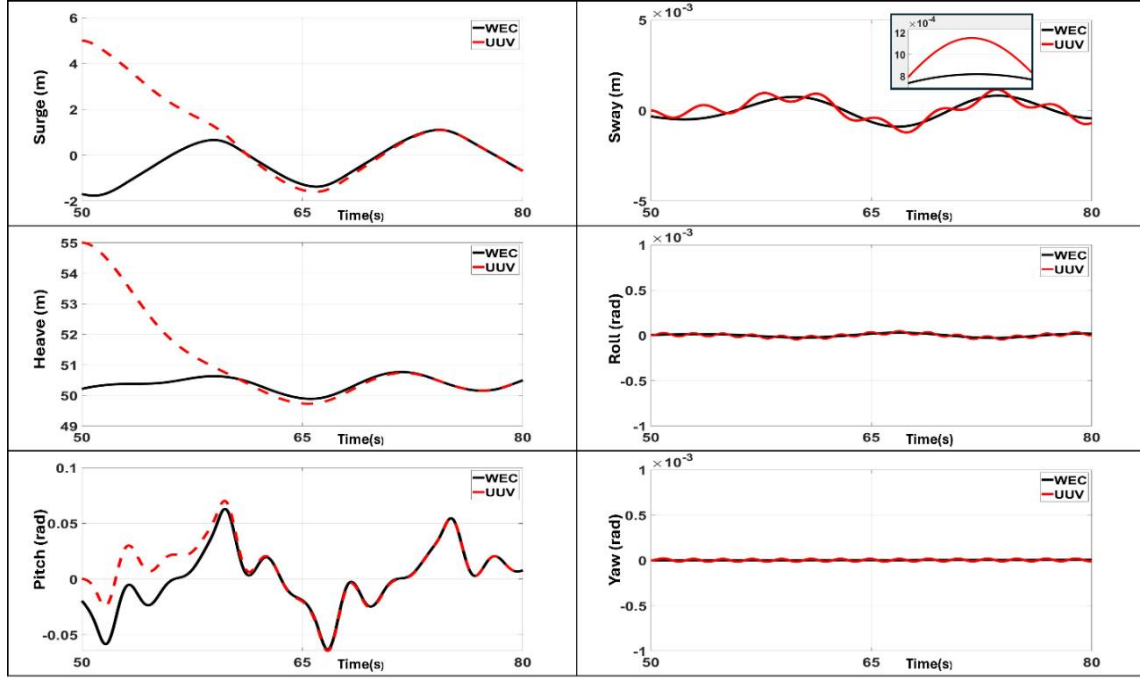 Surge (m)
6
4
2
0
-2
50
65
80
Time(s)
WEC
UUV
Sway (m)
×10⁻³
5
0
-5
50
65
80
Time(s)
×10⁻⁴
12
10
8
WEC
UUV
Heave (m)
55
54
53
52
51
50
49
50
65
80
Time(s)
WEC
UUV
Roll (rad)
×10⁻³
1
0.5
0
-0.5
-1
50
65
80
Time(s)
WEC
UUV
Pitch (rad)
0.1
0.05
0
-0.05
50
65
80
Time(s)
WEC
UUV
Yaw (rad)
×10⁻³
1
0.5
0
-0.5
-1
50
65
80
Time(s)
WEC
UUV